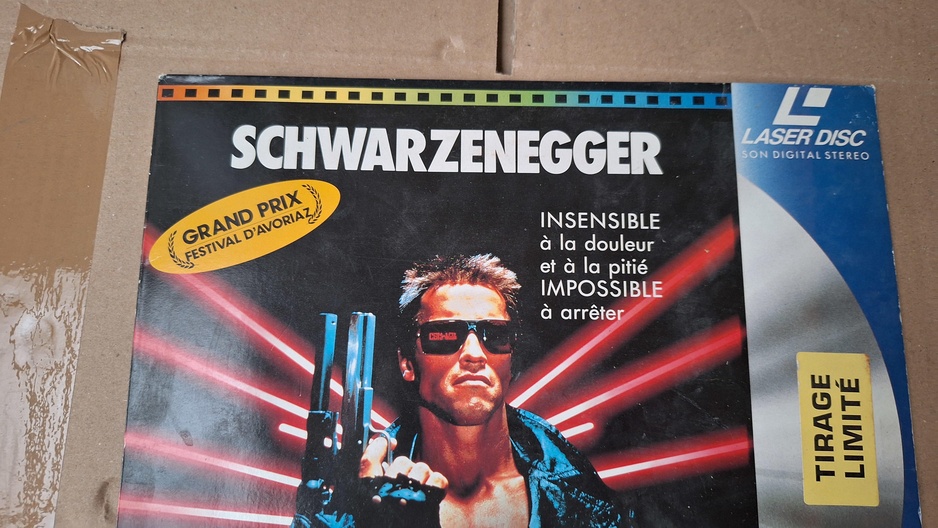 SCHWARZENEGGER
LASER DISC
SON DIGITAL STEREO
GRAND PRIX
FESTIVAL D'AVORIAZ
INSENSIBLE
à la douleur
et à la pitié
IMPOSSIBLE
à arrêter
TIRAGE
LIMITÉ